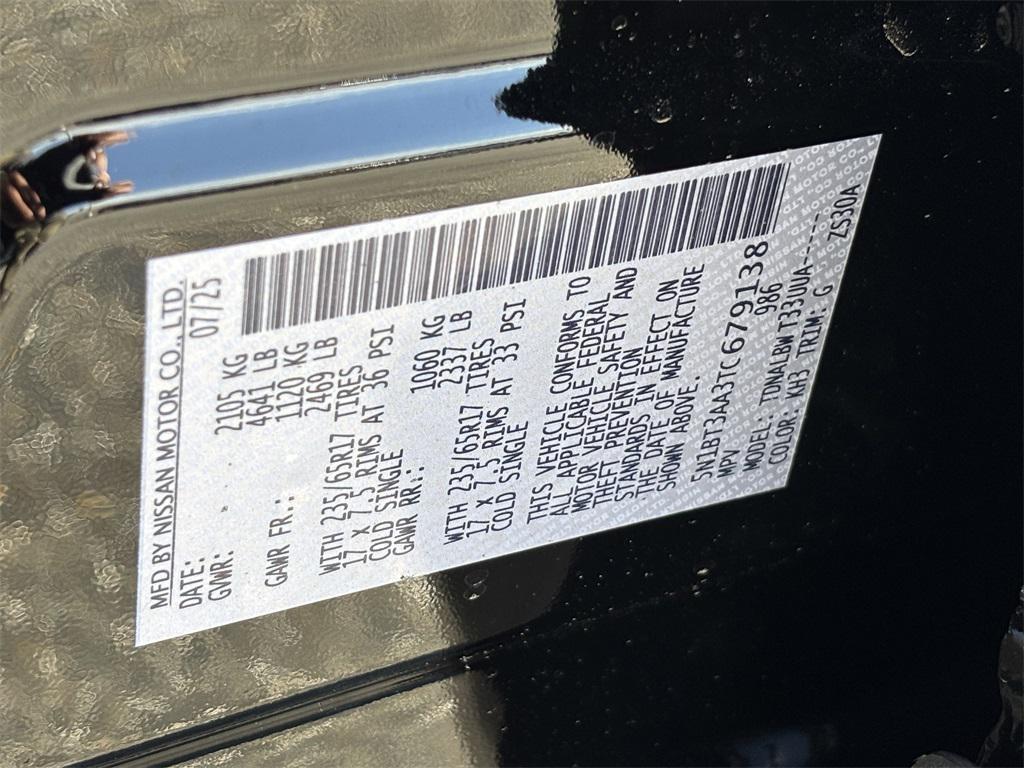 MFD BY NISSAN MOTOR CO., LTD.
DATE: 07/25
GVWR: 2105 KG
4641 LB
GAWR FR.: 1120 KG
2469 LB
WITH 235/65R17 TIRES
17 X 7.5 RIMS AT 36 PSI
COLD SINGLE
GAWR RR.: 1060 KG
2337 LB
WITH 235/65R17 TIRES
17 X 7.5 RIMS AT 33 PSI
COLD SINGLE
THIS VEHICLE CONFORMS TO
ALL APPLICABLE FEDERAL
MOTOR VEHICLE SAFETY AND
THEFT PREVENTION
STANDARDS IN EFFECT ON
THE DATE OF MANUFACTURE
SHOWN ABOVE.
5N1BT3AA3TC679138
MPV 986
MODEL: TDNALBWT33UUA------
COLOR: KH3 TRIM: G ZS30A